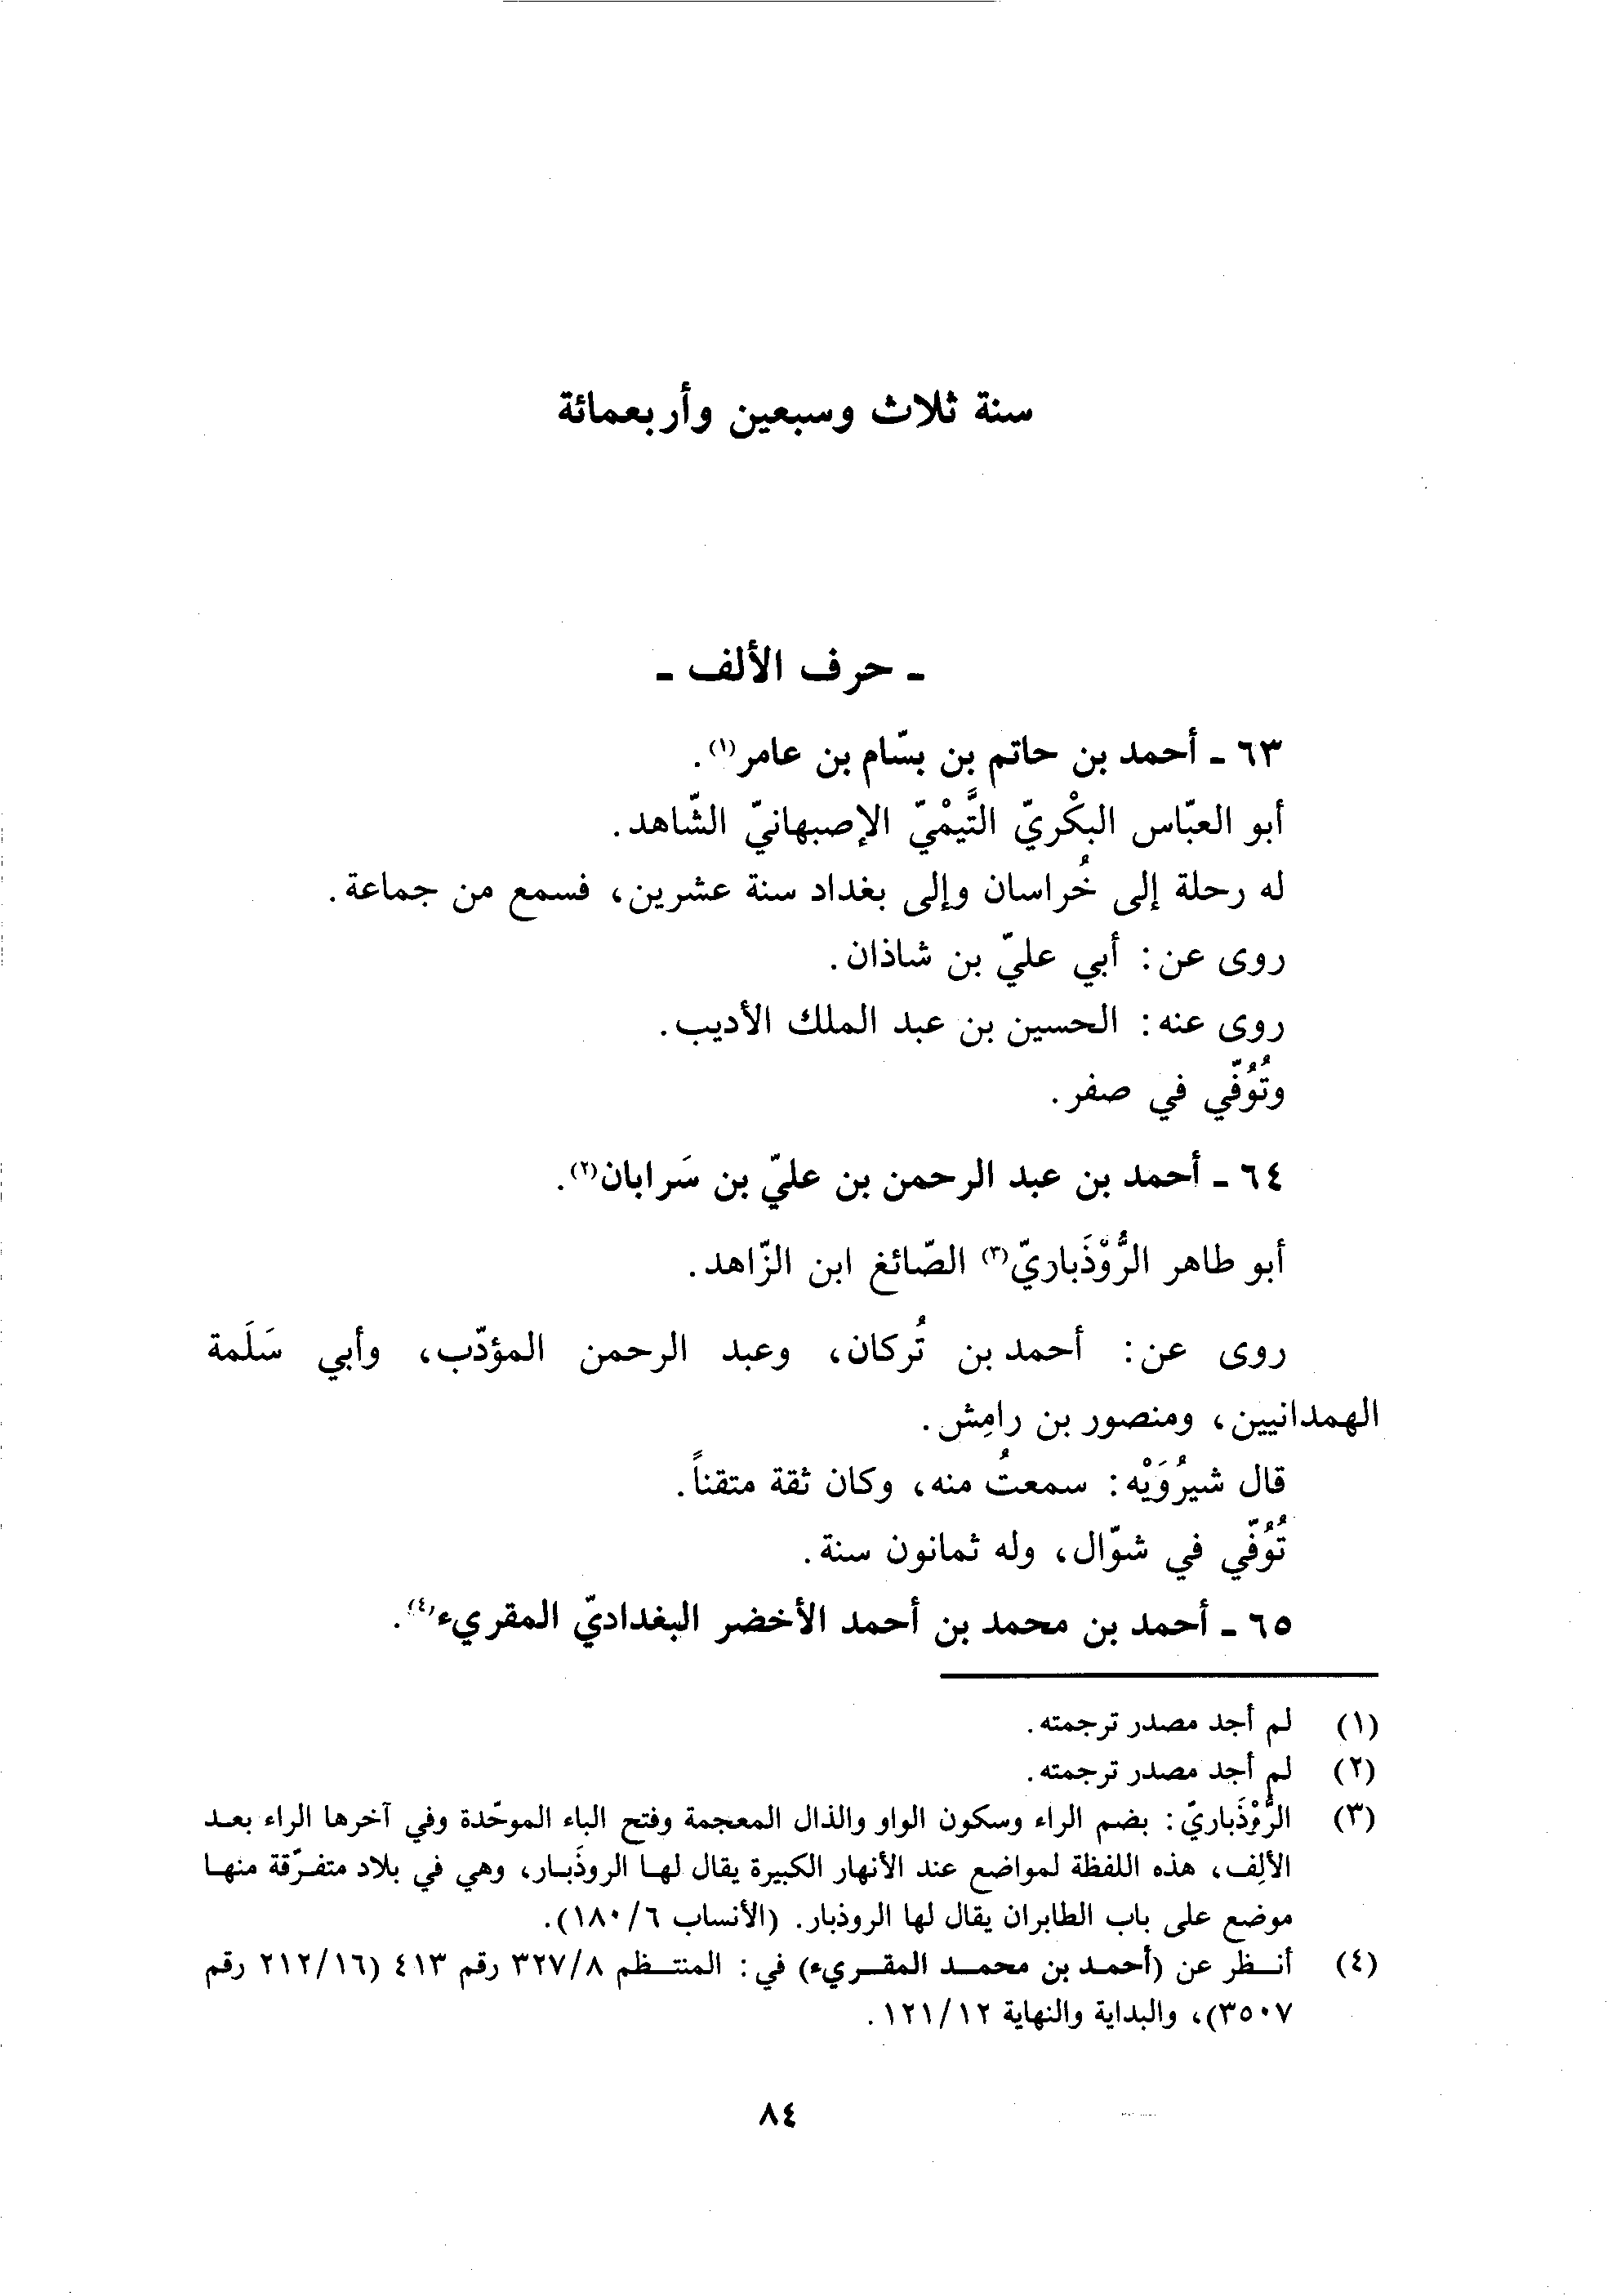 سنة ثلاث وسبعين وأربعمائة
ـ حرف الألف ـ
٦٣ ـ أحمد بن حاتم بن بسّام بن عامر(١).
أبو العبّاس البكْريّ التَّيْميّ الإصبهانيّ الشّاهد.
له رحلة إلى خُراسان وإلى بغداد سنة عشرين، فسمع من جماعة.
روى عن: أبي عليّ بن شاذان.
روى عنه: الحسين بن عبد الملك الأديب.
وتُوُفّي في صفر.
٦٤ ـ أحمد بن عبد الرحمن بن عليّ بن سَرابان(٢).
أبو طاهر الرُّوْذَباريّ(٣) الصّائغ ابن الزّاهد.
روى عن: أحمد بن تُركان، وعبد الرحمن المؤدّب، وأبي سَلَمة
الهمدانيين، ومنصور بن رامِش.
قال شيرُوَيْه: سمعتُ منه، وكان ثقة متقناً.
تُوُفّي في شوّال، وله ثمانون سنة.
٦٥ ـ أحمد بن محمد بن أحمد الأخضر البغداديّ المقريء(٤).
(١) لم أجد مصدر ترجمته.
(٢) لم أجد مصدر ترجمته.
(٣) الرُّوْذَباريّ: بضم الراء وسكون الواو والذال المعجمة وفتح الباء الموحّدة وفي آخرها الراء بعد
الألِف، هذه اللفظة لمواضع عند الأنهار الكبيرة يقال لها الروذَبار، وهي في بلاد متفرّقة منها
موضع على باب الطابران يقال لها الروذبار. (الأنساب ٦/١٨٠).
(٤) أنظر عن (أحمد بن محمد المقريء) في: المنتظم ٨/٣٢٧ رقم ٤١٣ (١٦/٢١٢ رقم
٣٥٠٧)، والبداية والنهاية ١٢/١٢١.
٨٤